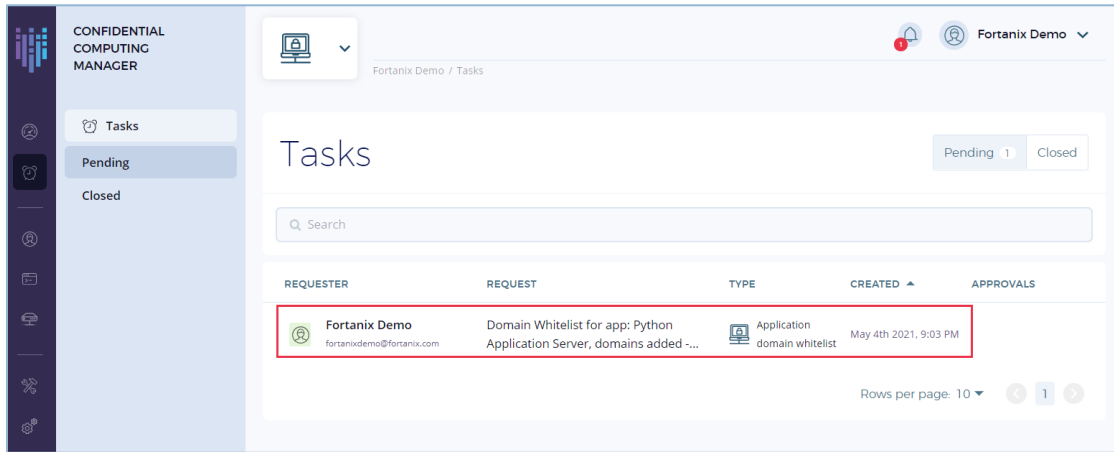 CONFIDENTIAL
COMPUTING
MANAGER
Tasks
Pending
Closed
Fortanix Demo / Tasks
1
Fortanix Demo
Tasks
Pending 1 Closed
Search
REQUESTER REQUEST TYPE CREATED APPROVALS
Fortanix Demo
fortanixdemo@fortanix.com
Domain Whitelist for app: Python
Application Server, domains added -...
Application
domain whitelist
May 4th 2021, 9:03 PM
Rows per page: 10 1